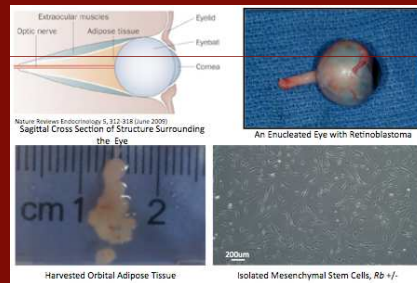 Extraocular muscles
Optic nerve
Adipose tissue
Eyelid
Eyeball
Cornea
Nature Reviews Endocrinology 5, 312-318 (June 2009)
Sagittal Cross Section of Structure Surrounding
the Eye
An Enucleated Eye with Retinoblastoma
cm 1 2
Harvested Orbital Adipose Tissue
200um
Isolated Mesenchymal Stem Cells, Rb +/-